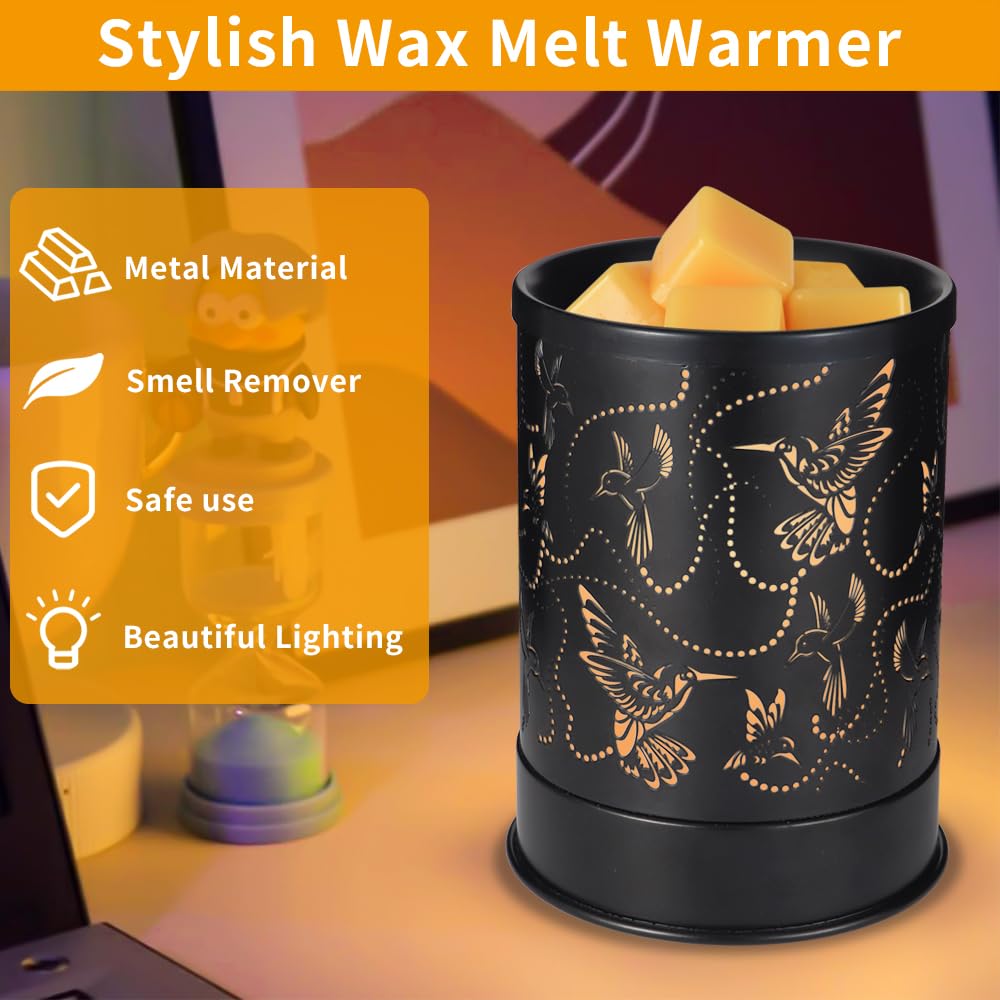 Stylish Wax Melt Warmer
Metal Material
Smell Remover
Safe use
Beautiful Lighting